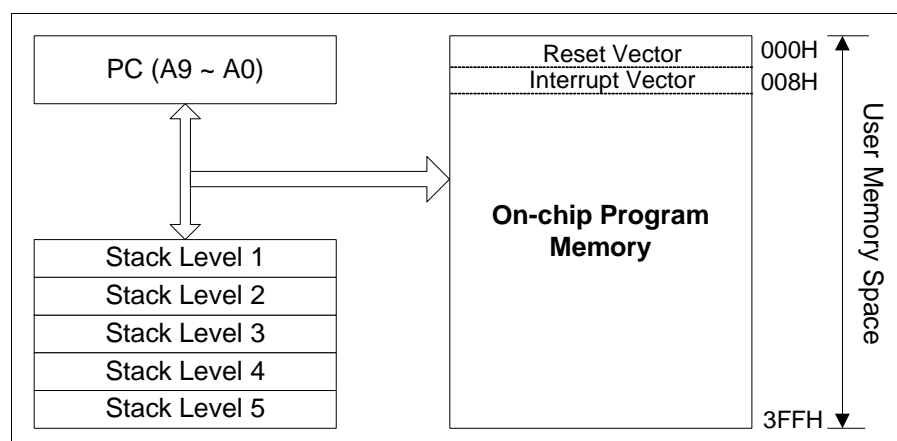 PC (A9 ~ A0)
Stack Level 1
Stack Level 2
Stack Level 3
Stack Level 4
Stack Level 5
Reset Vector
000H
Interrupt Vector
008H
On-chip Program
Memory
3FFH
User Memory Space